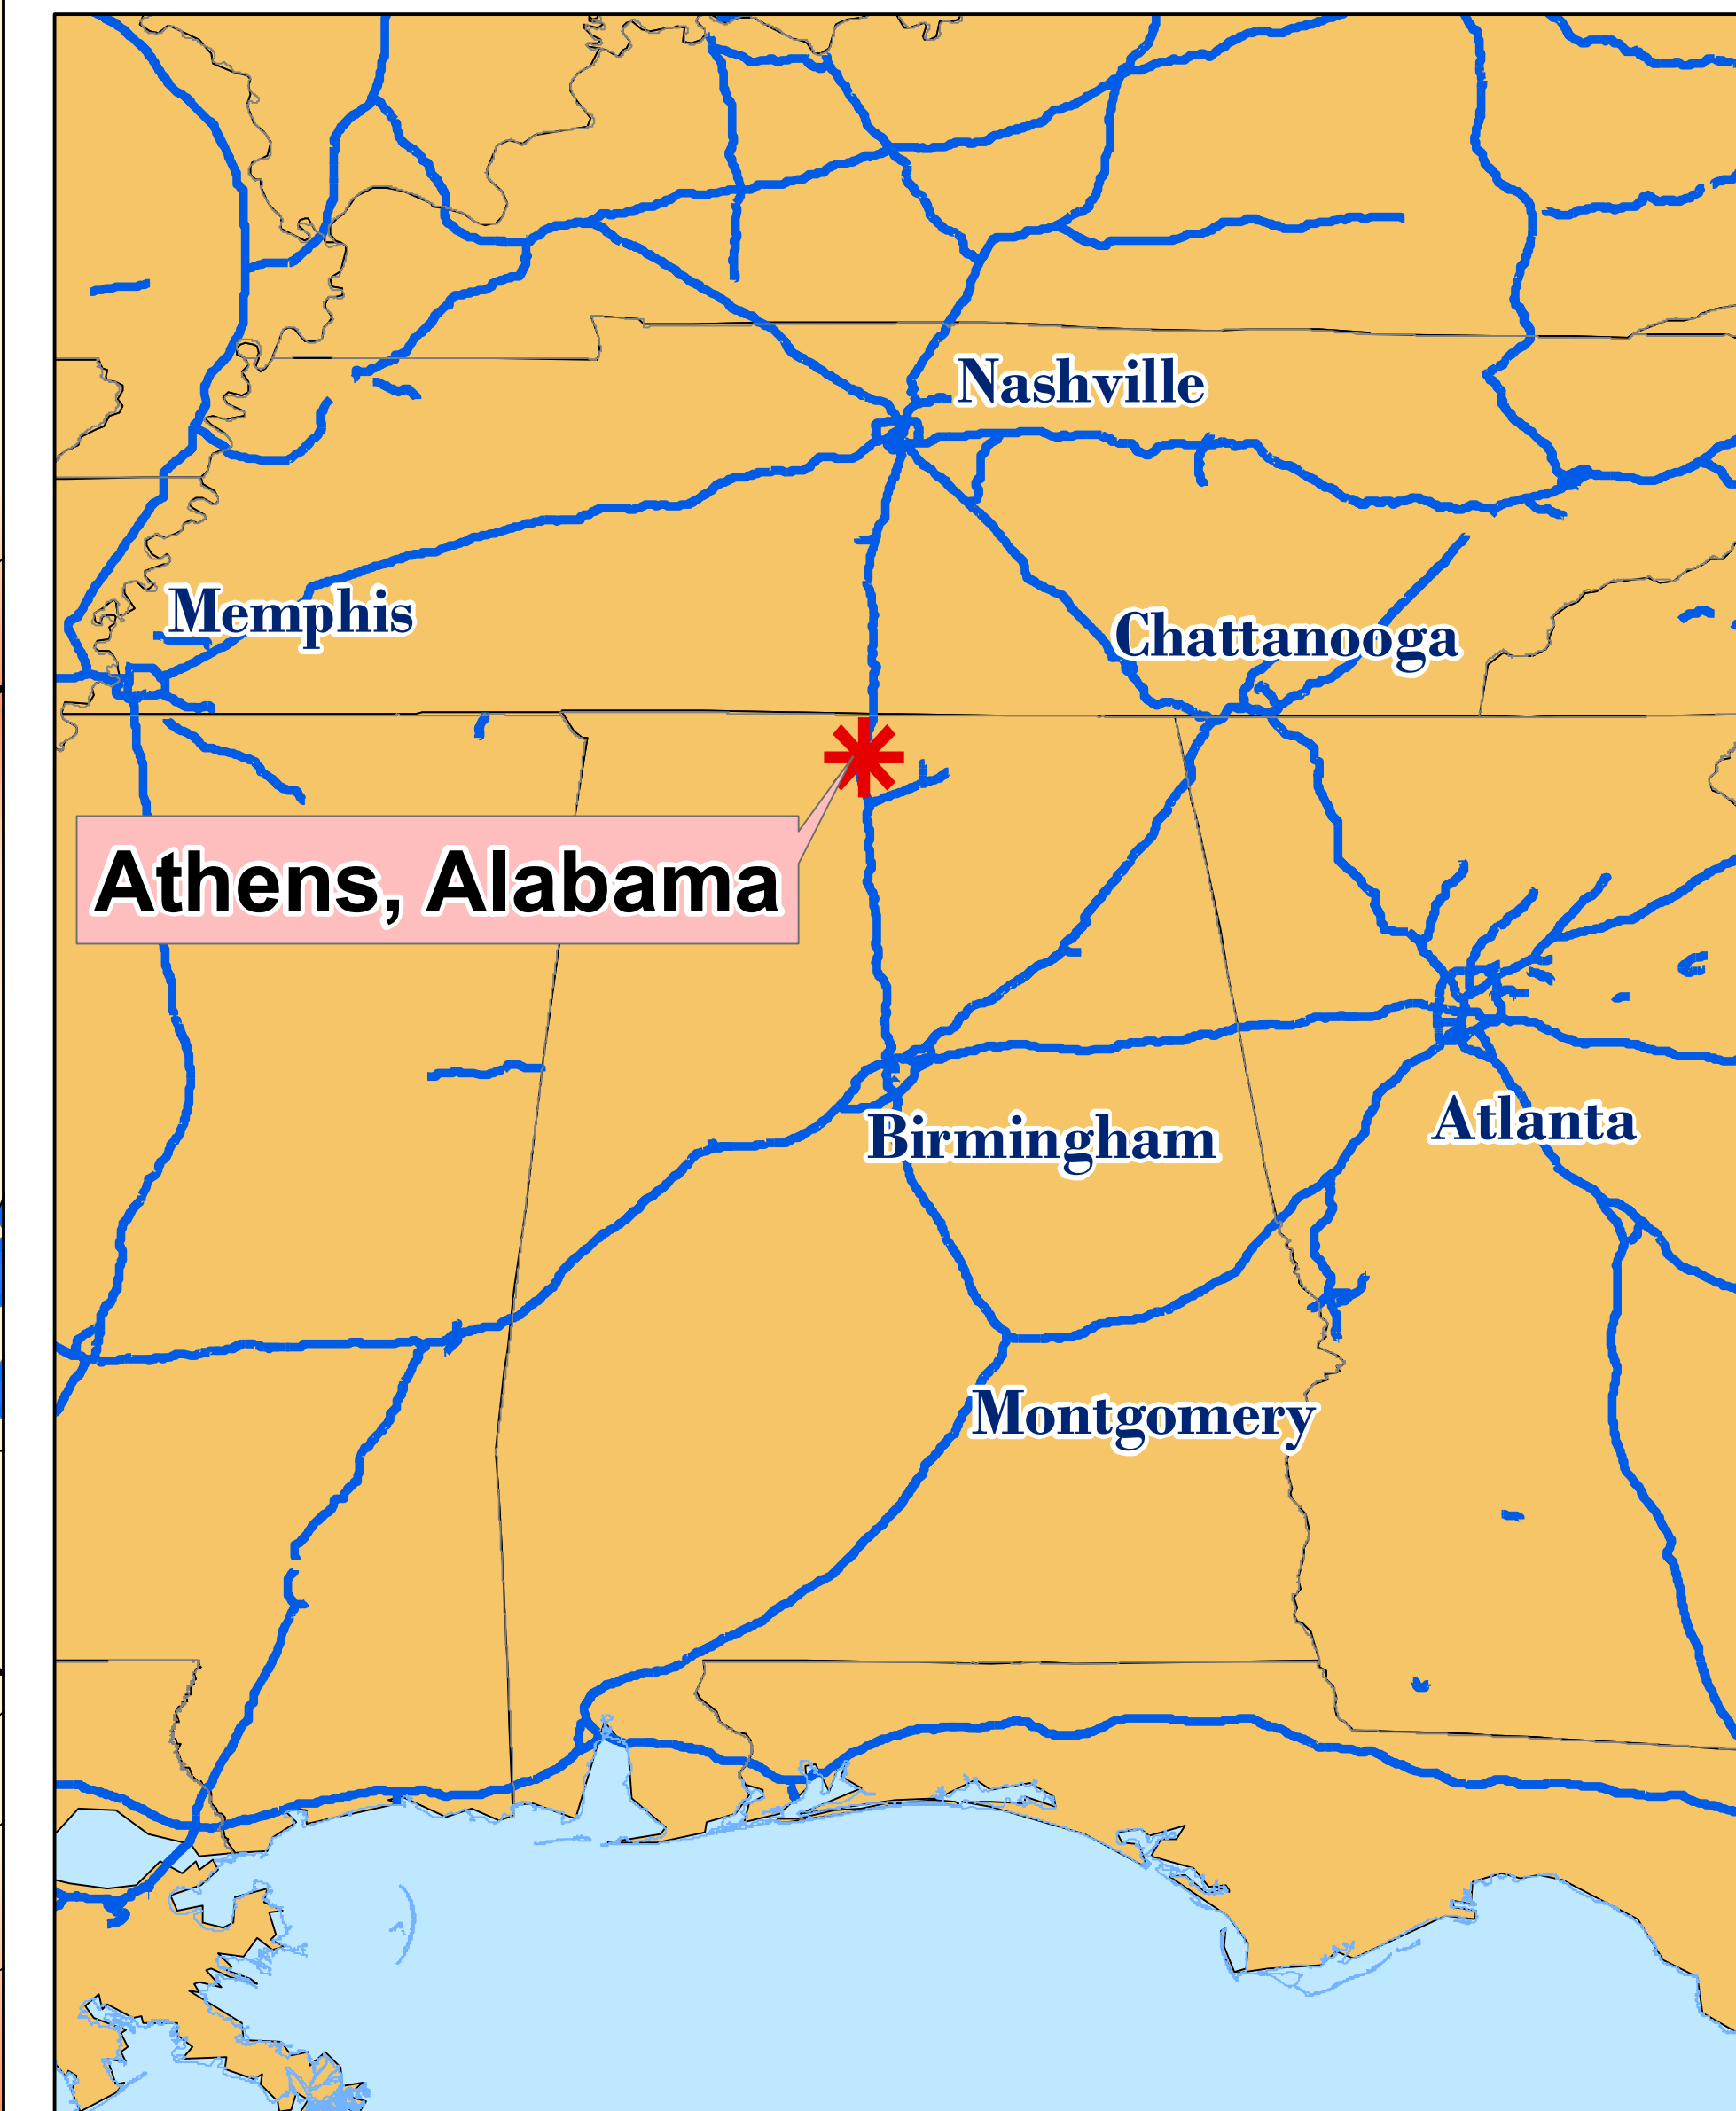 Nashville
Memphis
Chattanooga
Athens, Alabama
Birmingham
Atlanta
Montgomery